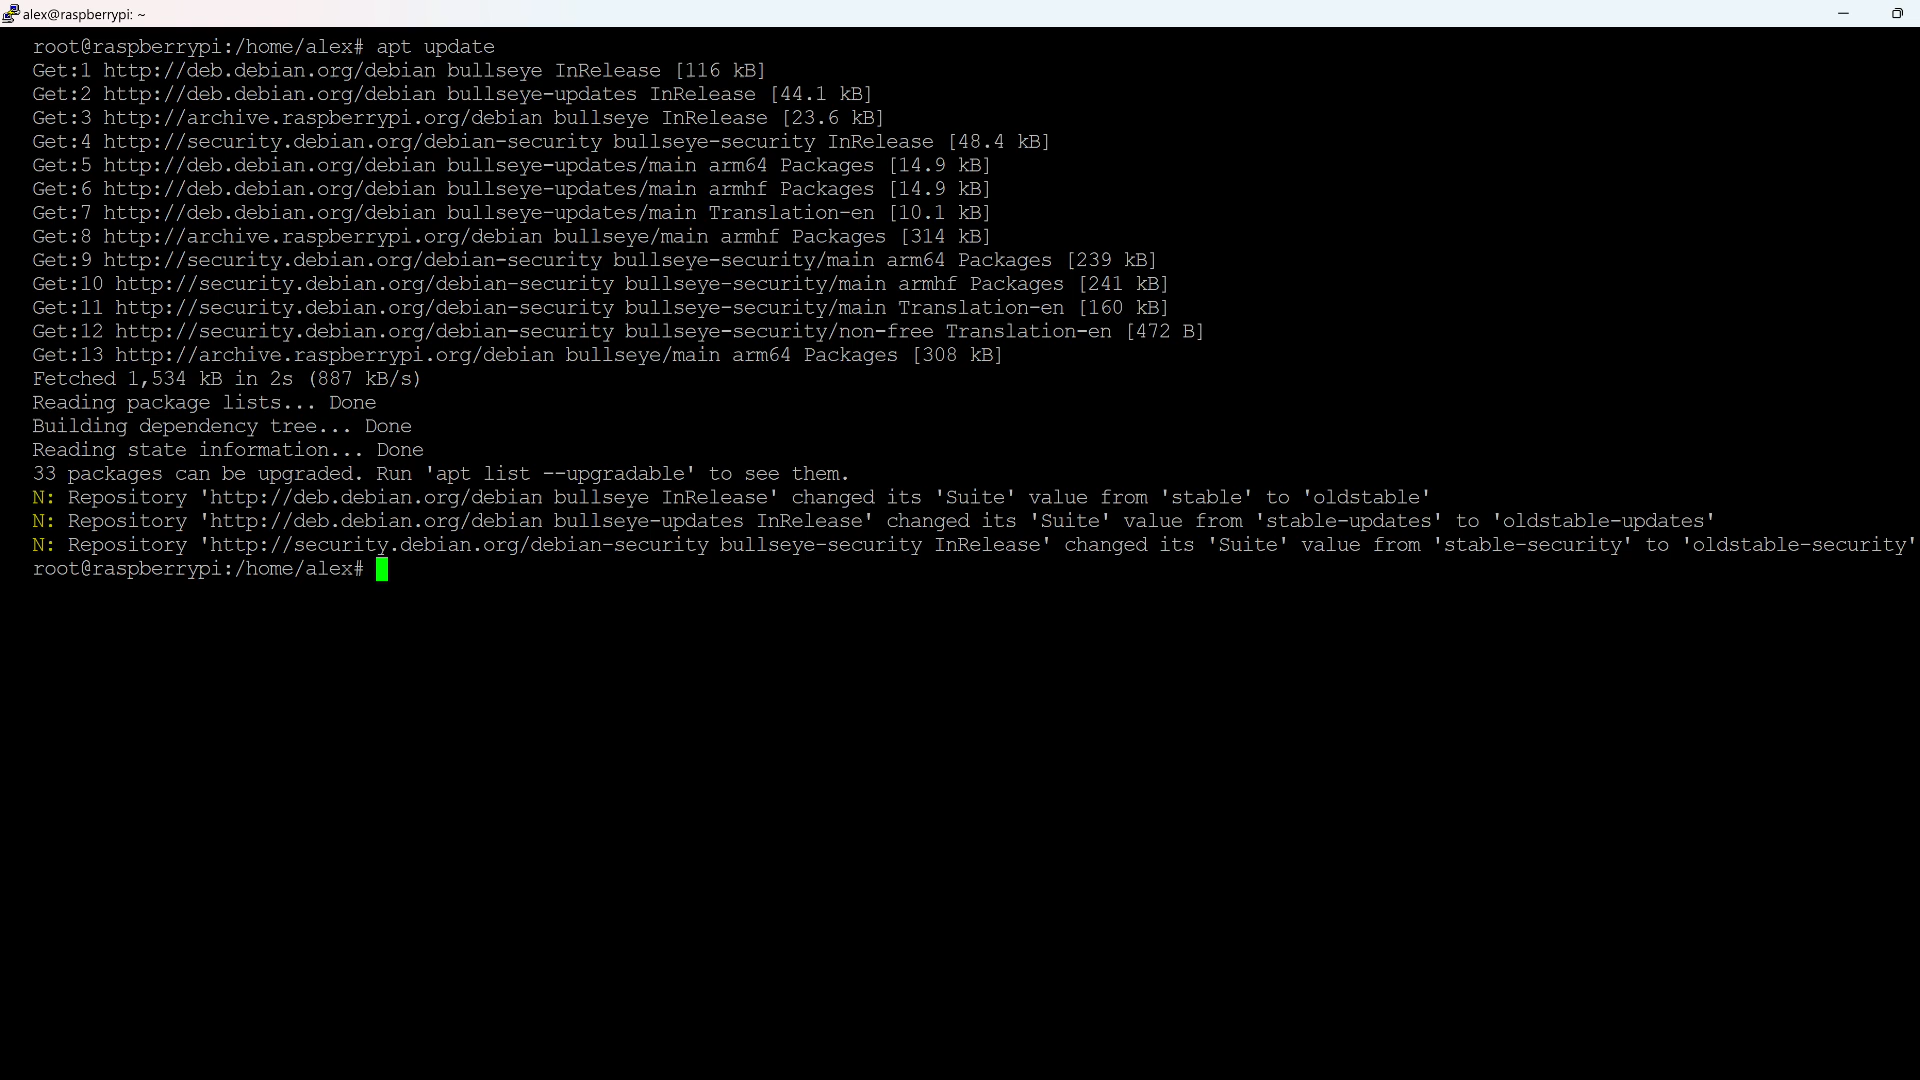 alex@raspberrypi: ~
root@raspberrypi:/home/alex# apt update
Get:1 http://deb.debian.org/debian bullseye InRelease [116 kB]
Get:2 http://deb.debian.org/debian bullseye-updates InRelease [44.1 kB]
Get:3 http://archive.raspberrypi.org/debian bullseye InRelease [23.6 kB]
Get:4 http://security.debian.org/debian-security bullseye-security InRelease [48.4 kB]
Get:5 http://deb.debian.org/debian bullseye-updates/main arm64 Packages [14.9 kB]
Get:6 http://deb.debian.org/debian bullseye-updates/main armhf Packages [14.9 kB]
Get:7 http://deb.debian.org/debian bullseye-updates/main Translation-en [10.1 kB]
Get:8 http://archive.raspberrypi.org/debian bullseye/main armhf Packages [314 kB]
Get:9 http://security.debian.org/debian-security bullseye-security/main arm64 Packages [239 kB]
Get:10 http://security.debian.org/debian-security bullseye-security/main armhf Packages [241 kB]
Get:11 http://security.debian.org/debian-security bullseye-security/main Translation-en [160 kB]
Get:12 http://security.debian.org/debian-security bullseye-security/non-free Translation-en [472 B]
Get:13 http://archive.raspberrypi.org/debian bullseye/main arm64 Packages [308 kB]
Fetched 1,534 kB in 2s (887 kB/s)
Reading package lists... Done
Building dependency tree... Done
Reading state information... Done
33 packages can be upgraded. Run 'apt list --upgradable' to see them.
N: Repository 'http://deb.debian.org/debian bullseye InRelease' changed its 'Suite' value from 'stable' to 'oldstable'
N: Repository 'http://deb.debian.org/debian bullseye-updates InRelease' changed its 'Suite' value from 'stable-updates' to 'oldstable-updates'
N: Repository 'http://security.debian.org/debian-security bullseye-security InRelease' changed its 'Suite' value from 'stable-security' to 'oldstable-security'
root@raspberrypi:/home/alex#